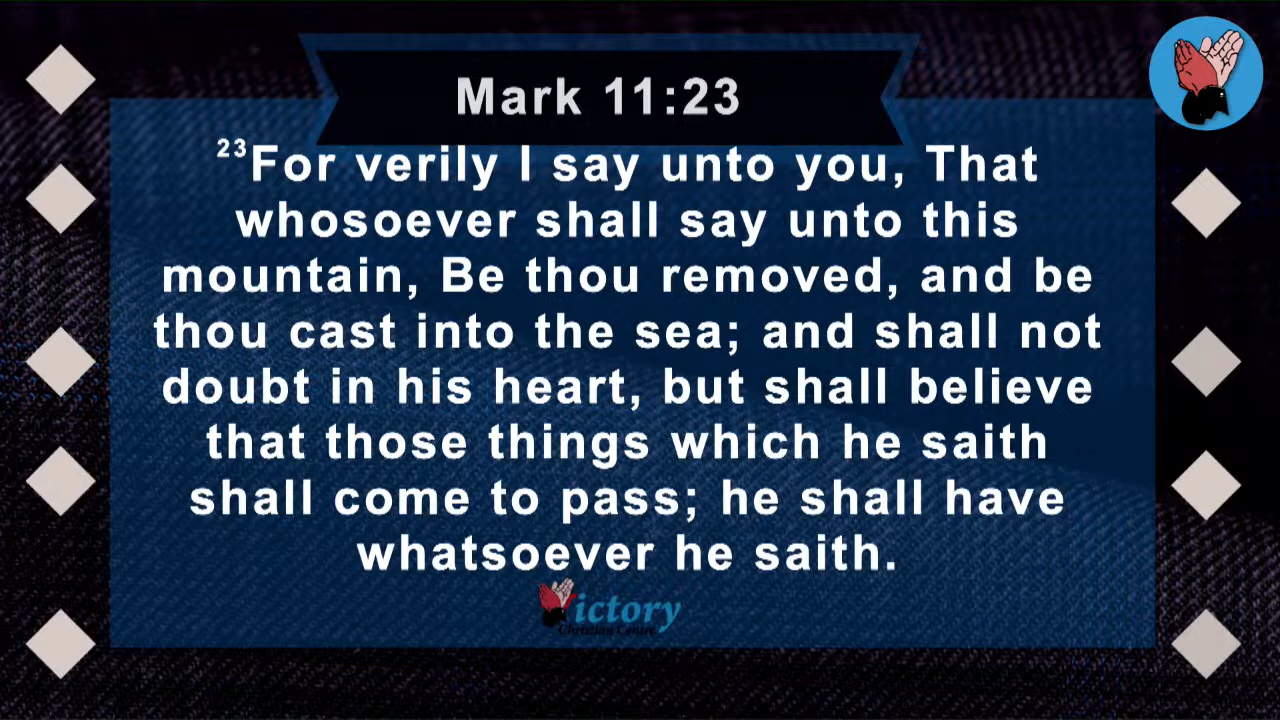 Mark 11:23
23For verily I say unto you, That
whosoever shall say unto this
mountain, Be thou removed, and be
thou cast into the sea; and shall not
doubt in his heart, but shall believe
that those things which he saith
shall come to pass; he shall have
whatsoever he saith.
Victory
Christian Centre